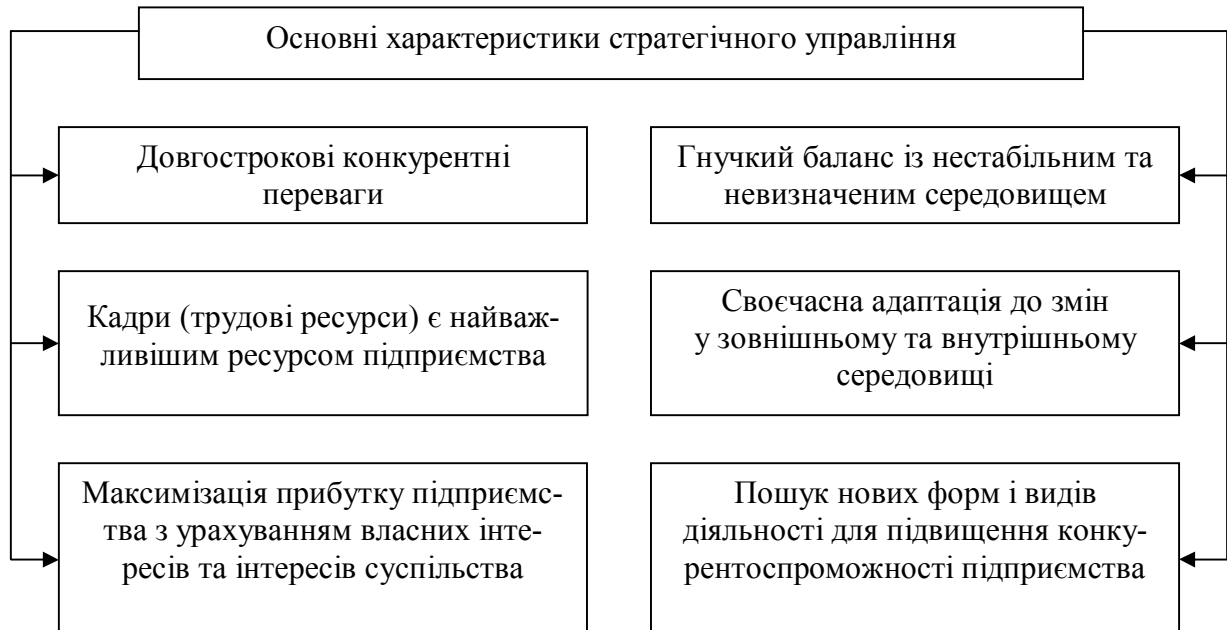 Основні характеристики стратегічного управління
Довгострокові конкурентні
переваги
Гнучкий баланс із нестабільним та
невизначеним середовищем
Кадри (трудові ресурси) є найваж-
ливішим ресурсом підприємства
Своєчасна адаптація до змін
у зовнішньому та внутрішньому
середовищі
Максимізація прибутку підприємс-
тва з урахуванням власних інте-
ресів та інтересів суспільства
Пошук нових форм і видів
діяльності для підвищення конку-
рентоспроможності підприємства